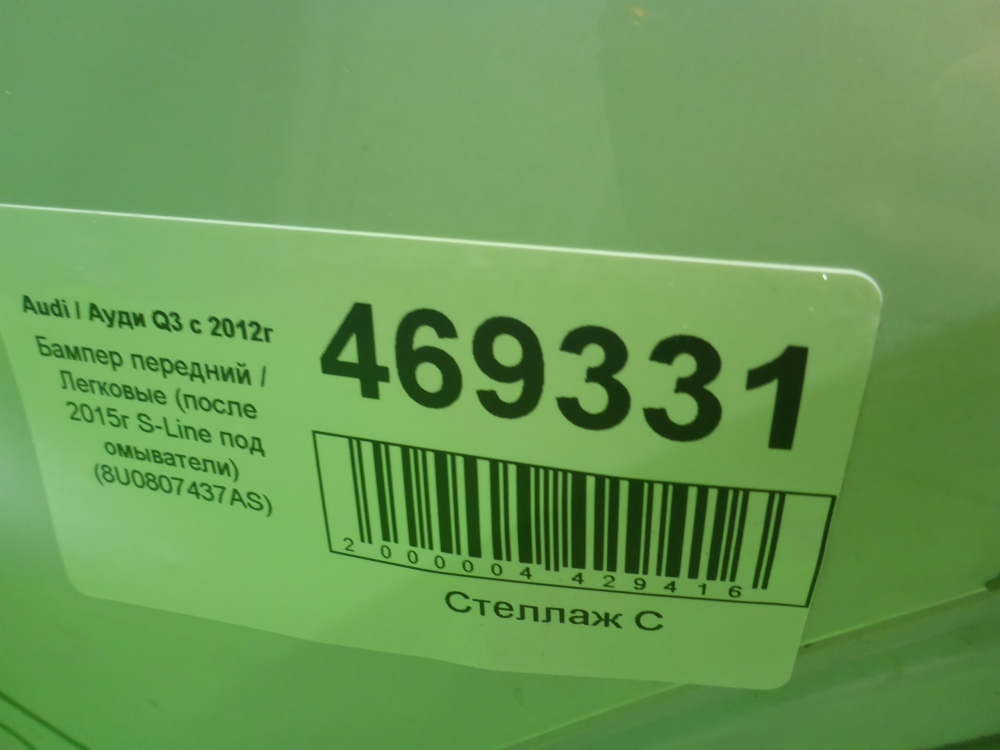 Audi / Ауди Q3 с 2012г
Бампер передний /
Легковые (после
2015г S-Line под
омыватели)
(8U0807437AS)
469331
2 000004 429416
Стеллаж С